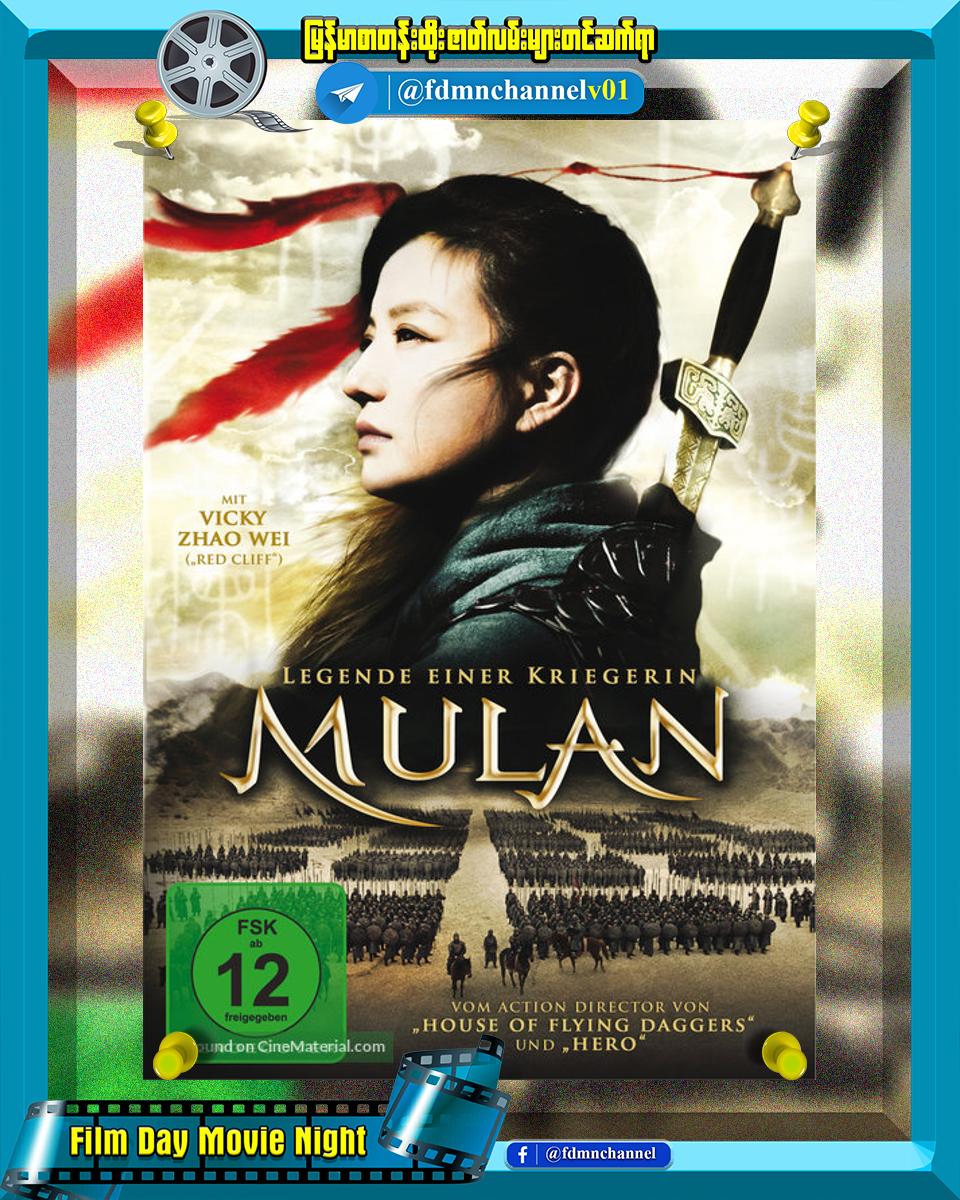 မြန်မာစာတန်းထိုးဇာတ်လမ်းများတင်ဆက်ရာ
@fdmnchannelv01
MIT
VICKY
ZHAO WEI
(„RED CLIFF“)
LEGENDE EINER KRIEGERIN
MULAN
FSK
ab
12
freigegeben
VOM ACTION DIRECTOR VON
„HOUSE OF FLYING DAGGERS“
UND „HERO“
ound on CineMaterial.com
Film Day Movie Night
@fdmnchannel